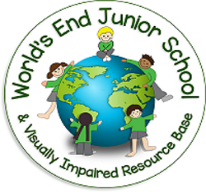 World's End Junior School
& Visually Impaired Resource Base